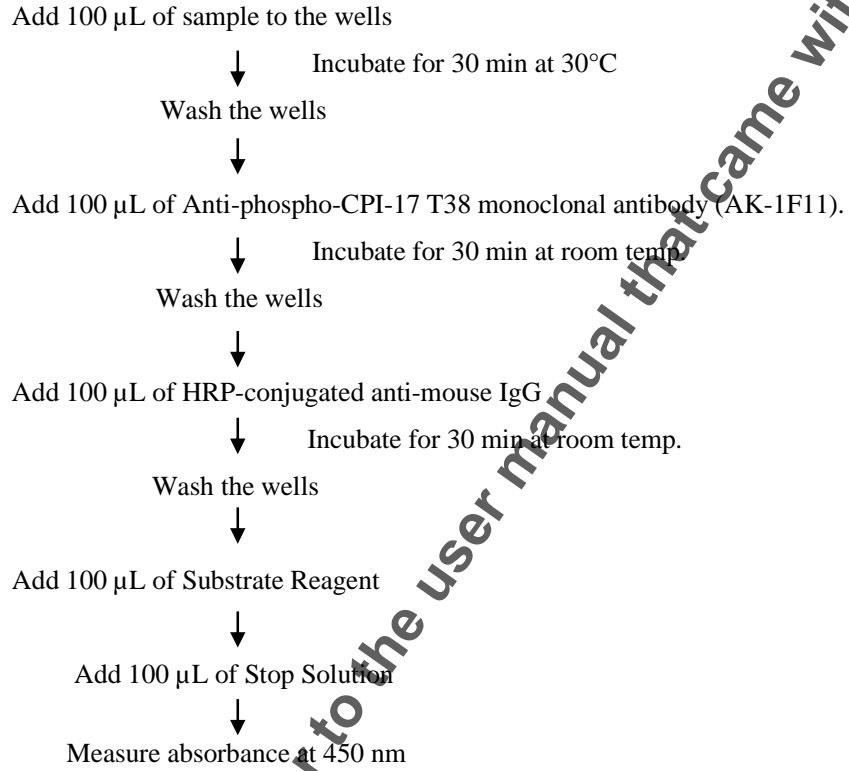 Add 100 µL of sample to the wells
Incubate for 30 min at 30°C
Wash the wells
Add 100 µL of Anti-phospho-CPI-17 T38 monoclonal antibody (AK-1F11).
Incubate for 30 min at room temp.
Wash the wells
Add 100 µL of HRP-conjugated anti-mouse IgG
Incubate for 30 min at room temp.
Wash the wells
Add 100 µL of Substrate Reagent
Add 100 µL of Stop Solution
Measure absorbance at 450 nm
to the user manual that came